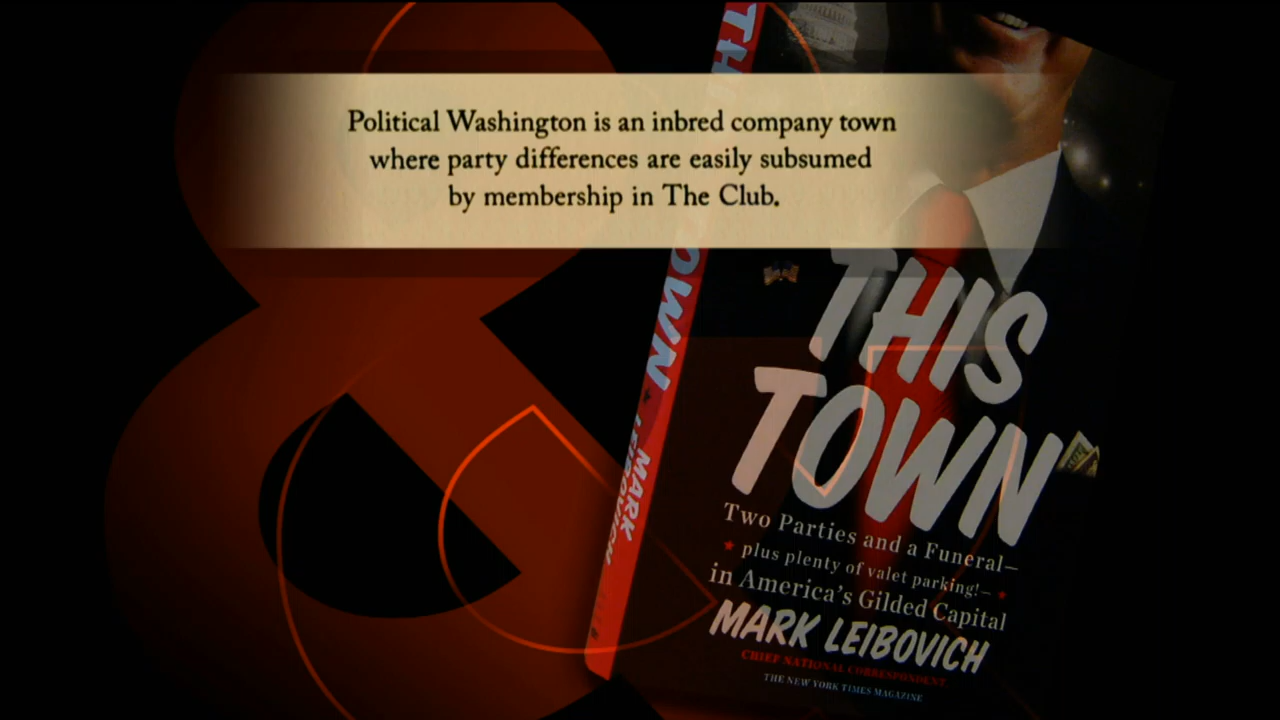 Political Washington is an inbred company town
where party differences are easily subsumed
by membership in The Club.
THIS
TOWN
Two Parties and a Funeral—
plus plenty of valet parking!—
in America's Gilded Capital
MARK LEIBOVICH
CHIEF NATIONAL CORRESPONDENT,
THE NEW YORK TIMES MAGAZINE
TH
OWN
MARK
LEIBOVICH
&